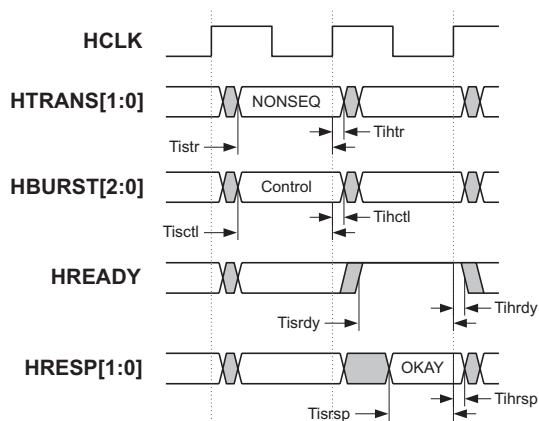 HCLK
HTRANS[1:0]
NONSEQ
Tistr
Tihtr
HBURST[2:0]
Control
Tisctl
Tihctl
HREADY
Tisrdy
Tihrdy
HRESP[1:0]
OKAY
Tisrsp
Tihrsp